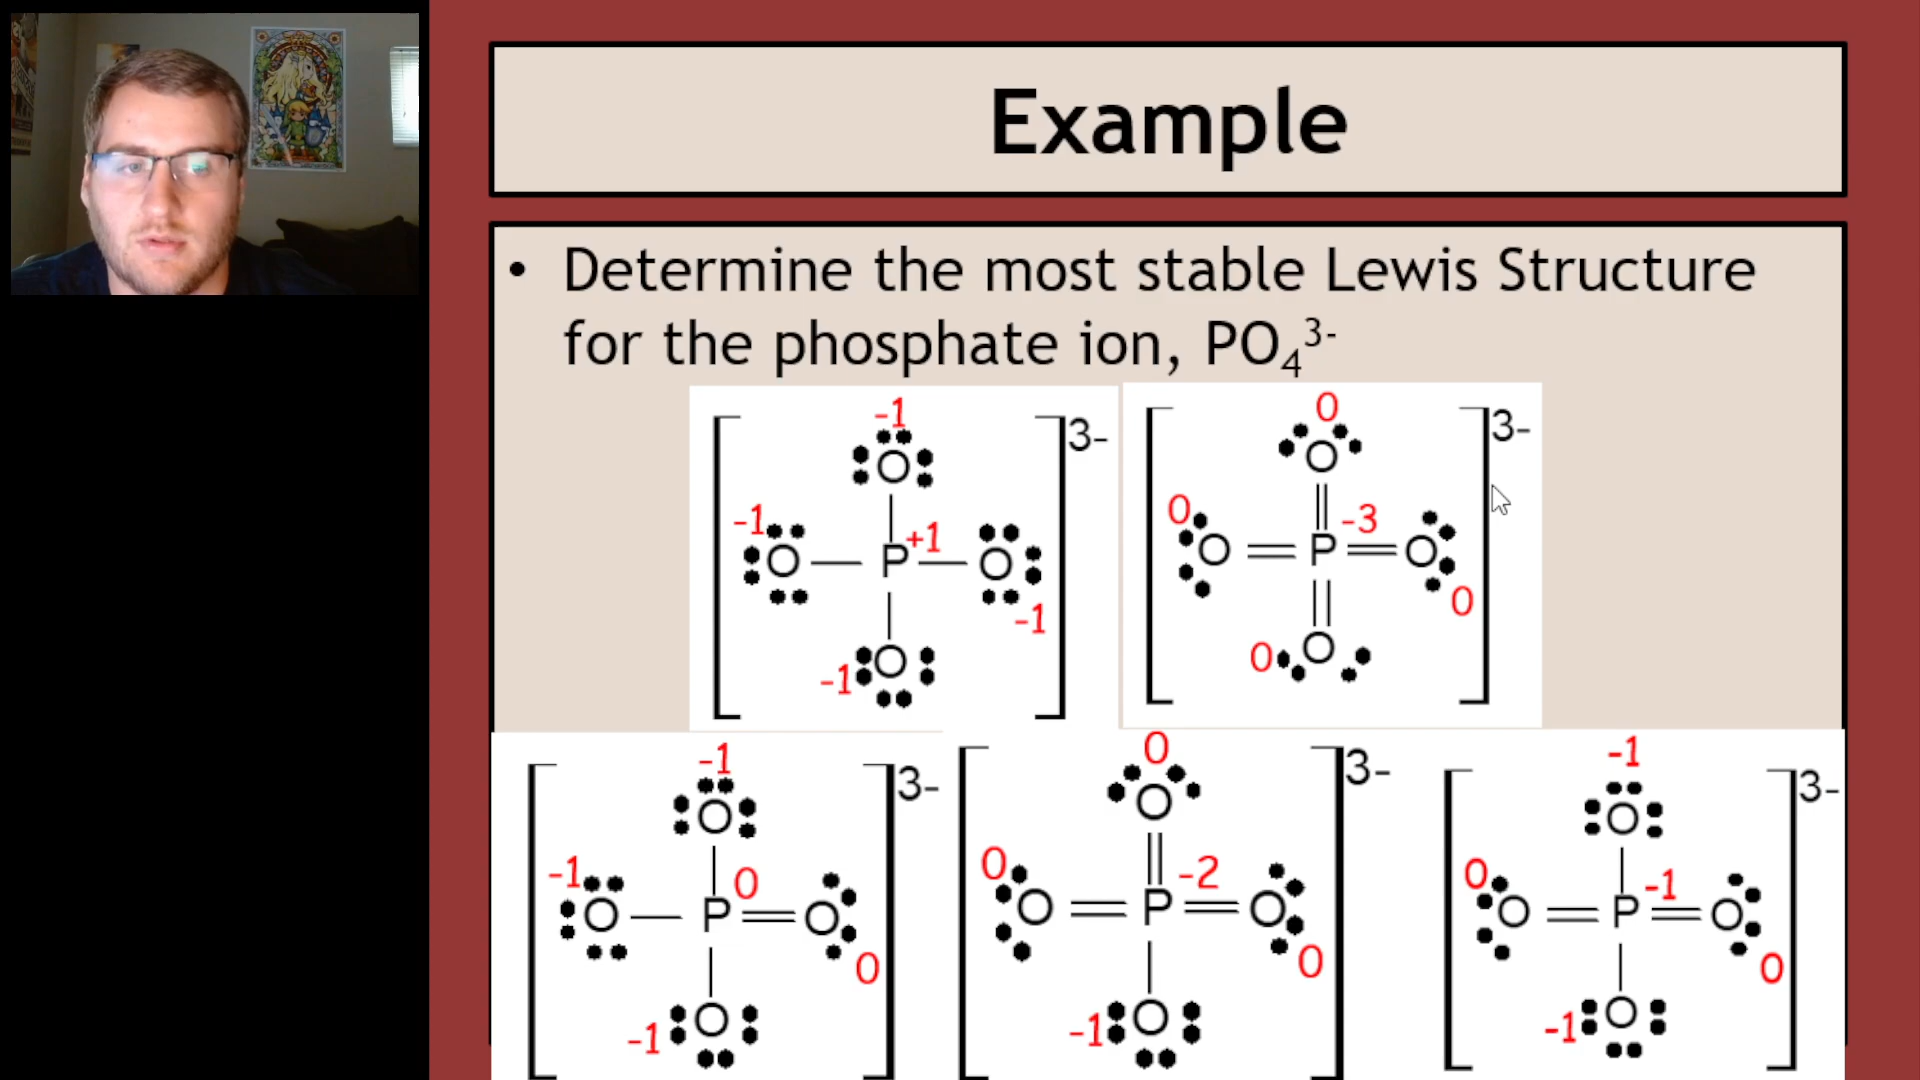 Example
• Determine the most stable Lewis Structure
for the phosphate ion, PO₄³⁻
-1
O
3-
-1
O
P
+1
O
-1
-1
O
0
O
3-
0
O
P
-3
O
0
0
O
-1
O
3-
-1
O
P
0
O
0
-1
O
0
O
3-
0
O
P
-2
O
0
-1
O
-1
O
3-
0
O
P
-1
O
0
-1
O